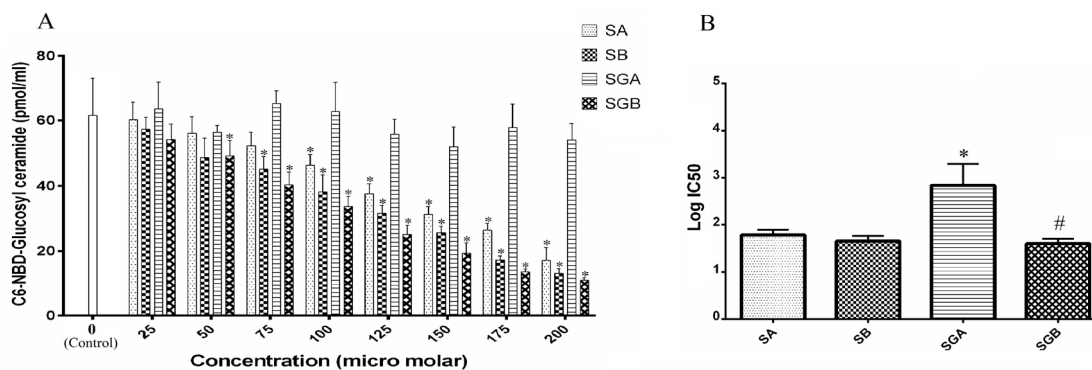 A
B
SA
SB
SGA
SGB
80
60
40
20
0
C6-NBD-Glucosyl ceramide (pmol/ml)
* * * * * * * * * * * * * * * * * * *
0 25 50 75 100 125 150 175 200
(Control)
Concentration (micro molar)
5
4
3
2
1
0
Log IC50
*
#
SA SB SGA SGB